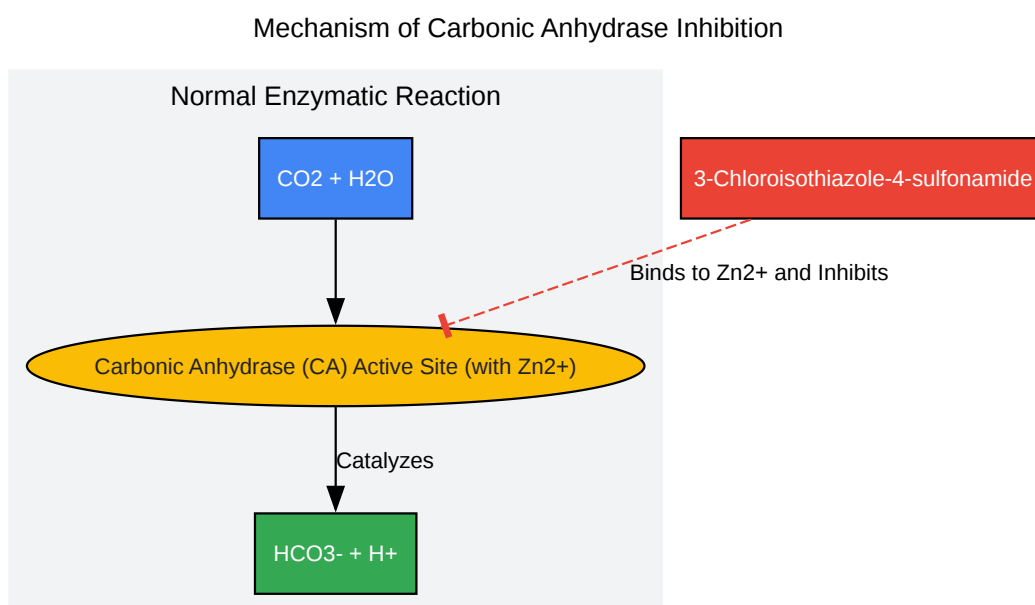 Mechanism of Carbonic Anhydrase Inhibition
Normal Enzymatic Reaction
CO2 + H2O
3-Chloroisothiazole-4-sulfonamide
Binds to Zn2+ and Inhibits
Carbonic Anhydrase (CA) Active Site (with Zn2+)
Catalyzes
HCO3- + H+